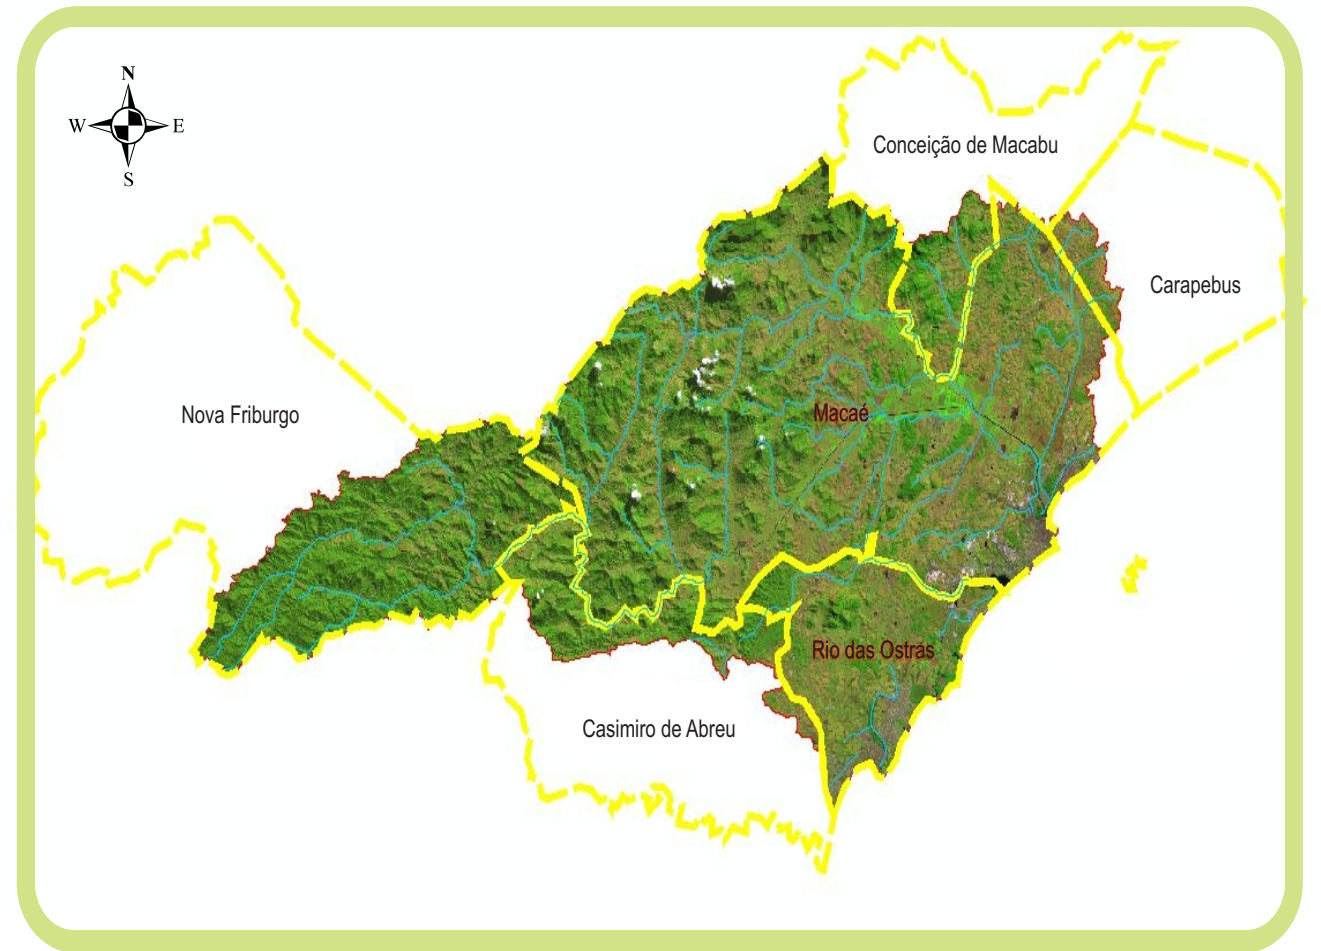 N
W E
S
Conceição de Macabu
Carapebus
Nova Friburgo
Macaé
Rio das Ostras
Casimiro de Abreu